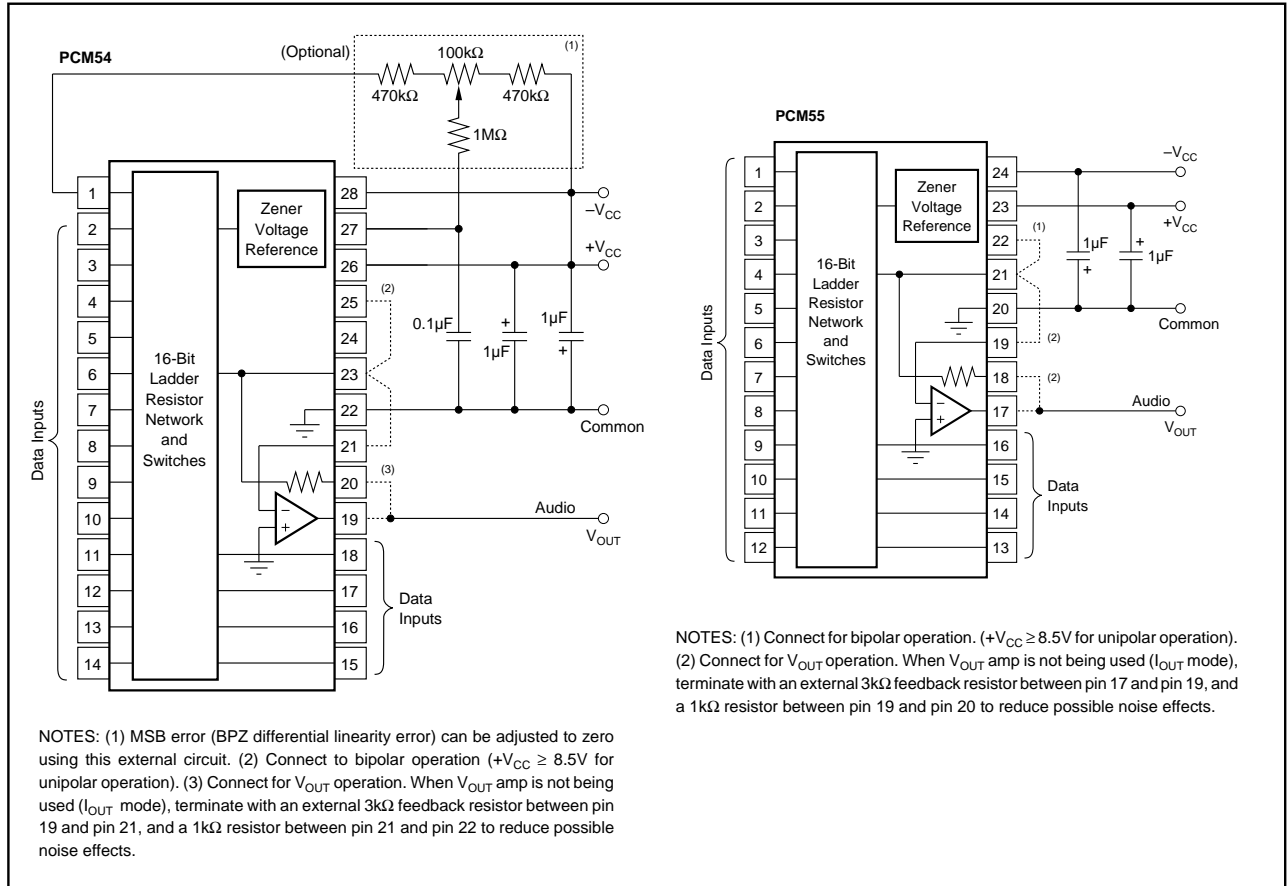 PCM54
(Optional)
(1)
100kΩ
470kΩ
470kΩ
1MΩ
1
2
3
4
5
6
7
8
9
10
11
12
13
14
Data Inputs
16-Bit
Ladder
Resistor
Network
and
Switches
Zener
Voltage
Reference
28
27
26
25
24
23
22
21
20
19
18
17
16
15
–VCC
+VCC
(2)
0.1µF
+
1µF
1µF
+
Common
(3)
–
+
Audio
VOUT
Data
Inputs
NOTES: (1) MSB error (BPZ differential linearity error) can be adjusted to zero
using this external circuit. (2) Connect to bipolar operation (+VCC ≥ 8.5V for
unipolar operation). (3) Connect for VOUT operation. When VOUT amp is not being
used (IOUT mode), terminate with an external 3kΩ feedback resistor between pin
19 and pin 21, and a 1kΩ resistor between pin 21 and pin 22 to reduce possible
noise effects.
PCM55
1
2
3
4
5
6
7
8
9
10
11
12
Data Inputs
16-Bit
Ladder
Resistor
Network
and
Switches
Zener
Voltage
Reference
24
23
22
21
20
19
18
17
16
15
14
13
–VCC
+VCC
(1)
1µF
+
+
1µF
Common
(2)
(2)
–
+
Audio
VOUT
Data
Inputs
NOTES: (1) Connect for bipolar operation. (+VCC ≥ 8.5V for unipolar operation).
(2) Connect for VOUT operation. When VOUT amp is not being used (IOUT mode),
terminate with an external 3kΩ feedback resistor between pin 17 and pin 19, and
a 1kΩ resistor between pin 19 and pin 20 to reduce possible noise effects.